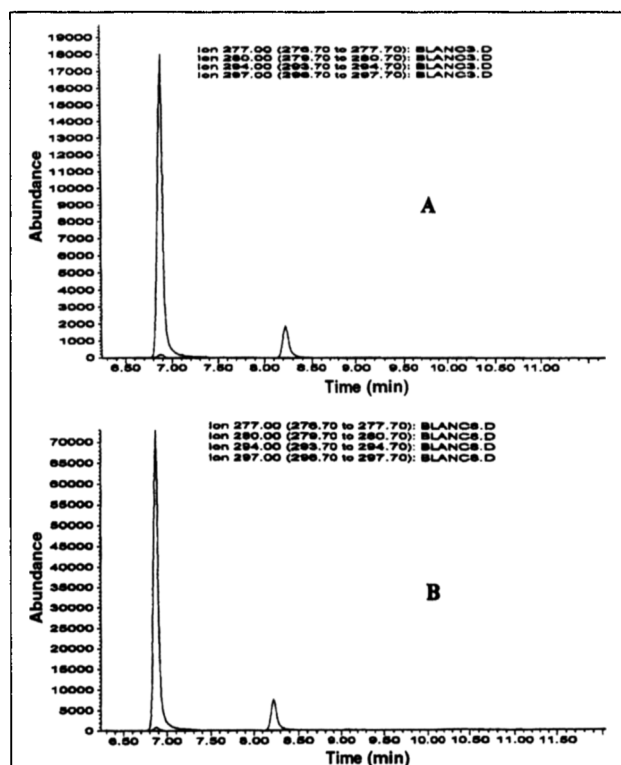 19000
18000
17000
16000
15000
14000
13000
12000
11000
10000
9000
8000
7000
6000
5000
4000
3000
2000
1000
0
Abundance
Ion 277.00 (276.70 to 277.70): BLANC3.D
Ion 280.00 (279.70 to 280.70): BLANC3.D
Ion 294.00 (293.70 to 294.70): BLANC3.D
Ion 297.00 (296.70 to 297.70): BLANC3.D
A
6.50 7.00 7.50 8.00 8.50 9.00 9.50 10.00 10.50 11.00
Time (min)
Ion 277.00 (276.70 to 277.70): BLANC6.D
Ion 280.00 (279.70 to 280.70): BLANC6.D
Ion 294.00 (293.70 to 294.70): BLANC6.D
Ion 297.00 (296.70 to 297.70): BLANC6.D
70000
65000
60000
55000
50000
45000
40000
35000
30000
25000
20000
15000
10000
5000
0
Abundance
B
6.50 7.00 7.50 8.00 8.50 9.00 9.50 10.00 10.50 11.00 11.50
Time (min)